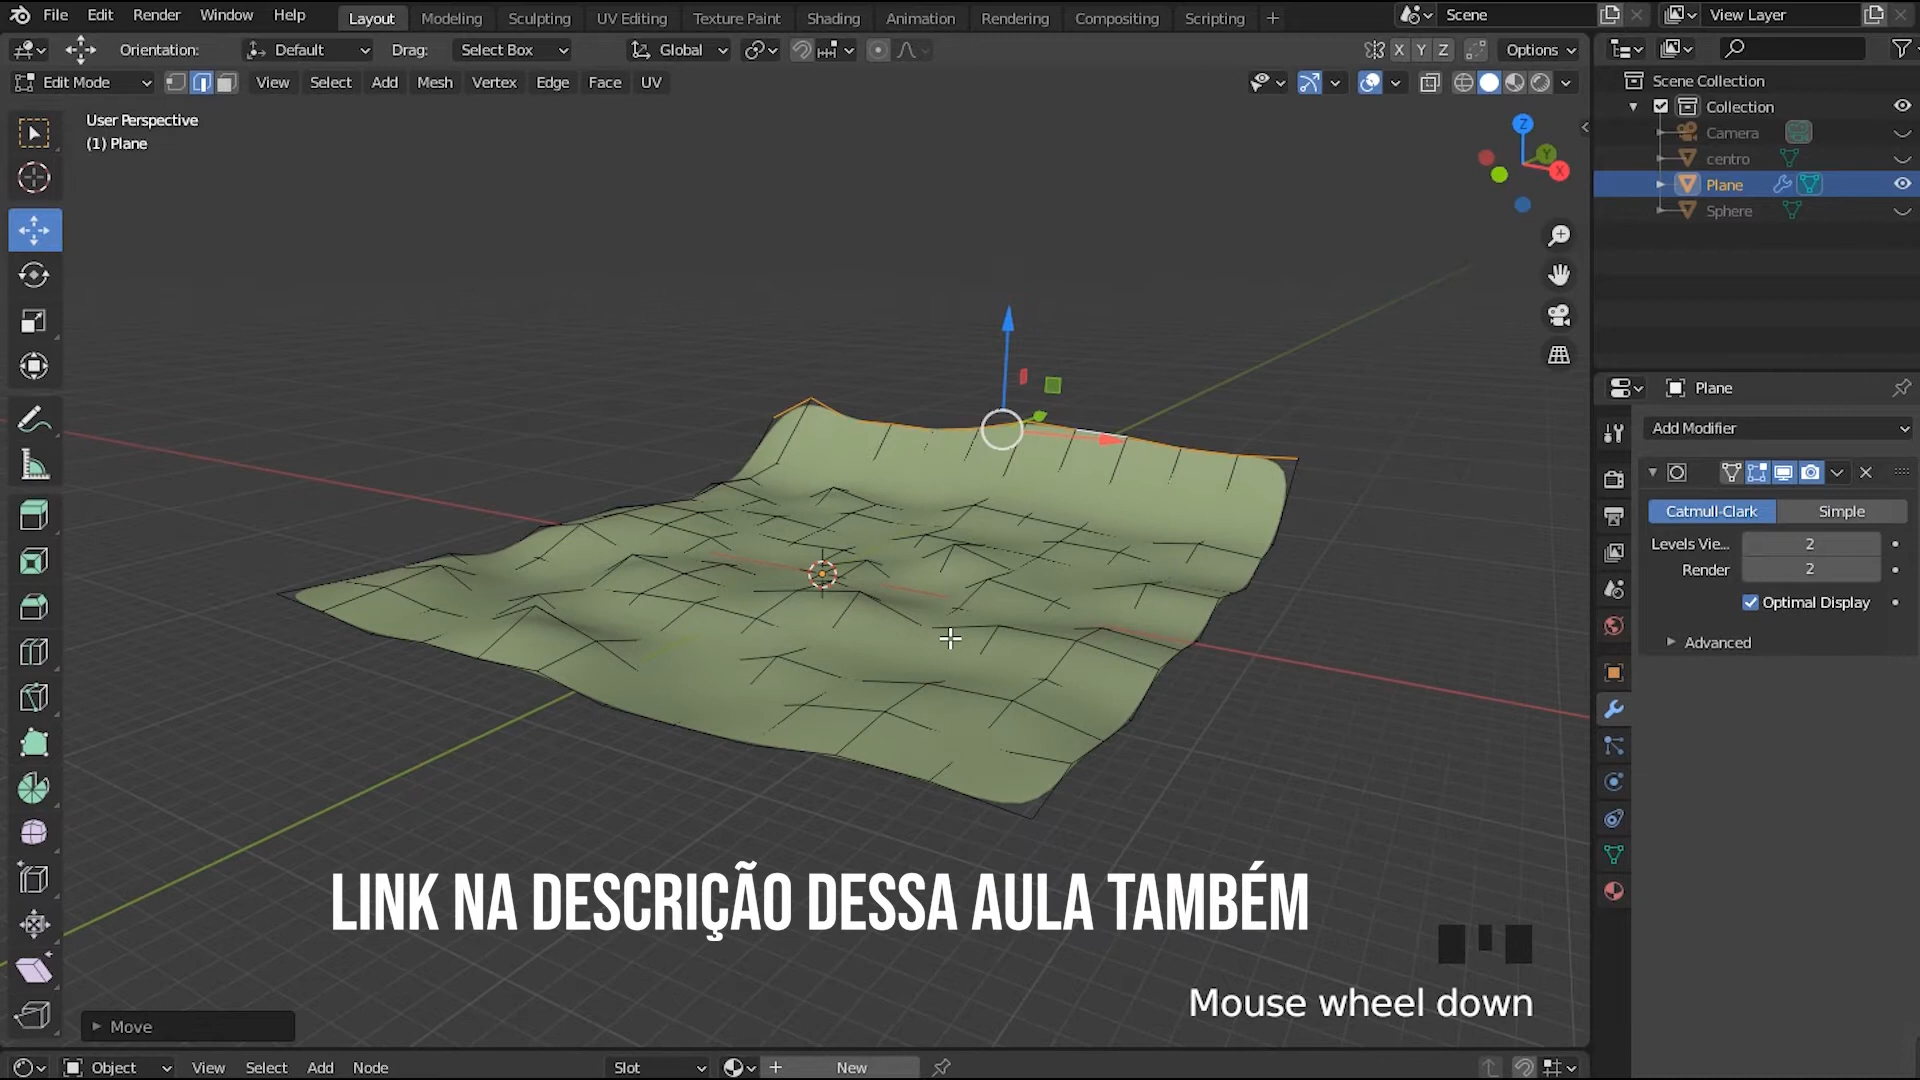 File Edit Render Window Help Layout Modeling Sculpting UV Editing Texture Paint Shading Animation Rendering Compositing Scripting + Scene View Layer
Orientation: Default Drag: Select Box Global X Y Z Options
Edit Mode View Select Add Mesh Vertex Edge Face UV
Scene Collection
Collection
Camera
centro
Plane
Sphere
User Perspective
(1) Plane
Z
Y
X
Plane
Add Modifier
Catmull-Clark Simple
Levels Vie... 2
Render 2
Optimal Display
Advanced
LINK NA DESCRIÇÃO DESSA AULA TAMBÉM
Mouse wheel down
Move
Object View Select Add Node Slot New